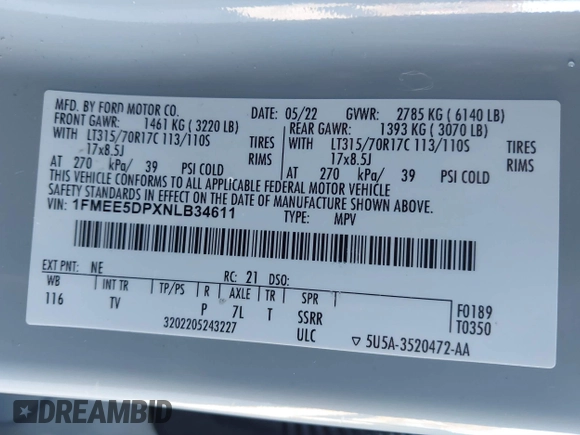 MFD. BY FORD MOTOR CO. DATE: 05/22 GVWR: 2785 KG ( 6140 LB)
FRONT GAWR: 1461 KG ( 3220 LB) REAR GAWR: 1393 KG ( 3070 LB)
WITH LT315/70R17C 113/110S TIRES WITH LT315/70R17C 113/110S TIRES
17x8.5J RIMS 17x8.5J RIMS
AT 270 kPa/ 39 PSI COLD AT 270 kPa/ 39 PSI COLD
THIS VEHICLE CONFORMS TO ALL APPLICABLE FEDERAL MOTOR VEHICLE
SAFETY STANDARDS IN EFFECT ON THE DATE OF MANUFACTURE SHOWN ABOVE.
VIN: 1FMEE5DPXNLB34611 TYPE: MPV
EXT PNT: NE RC: 21 DSO:
WB INT TR TP/PS R AXLE TR SPR F0189
116 TV P 7L T SSRR T0350
3202205243227 ULC ▽ 5U5A-3520472-AA
DREAMBID